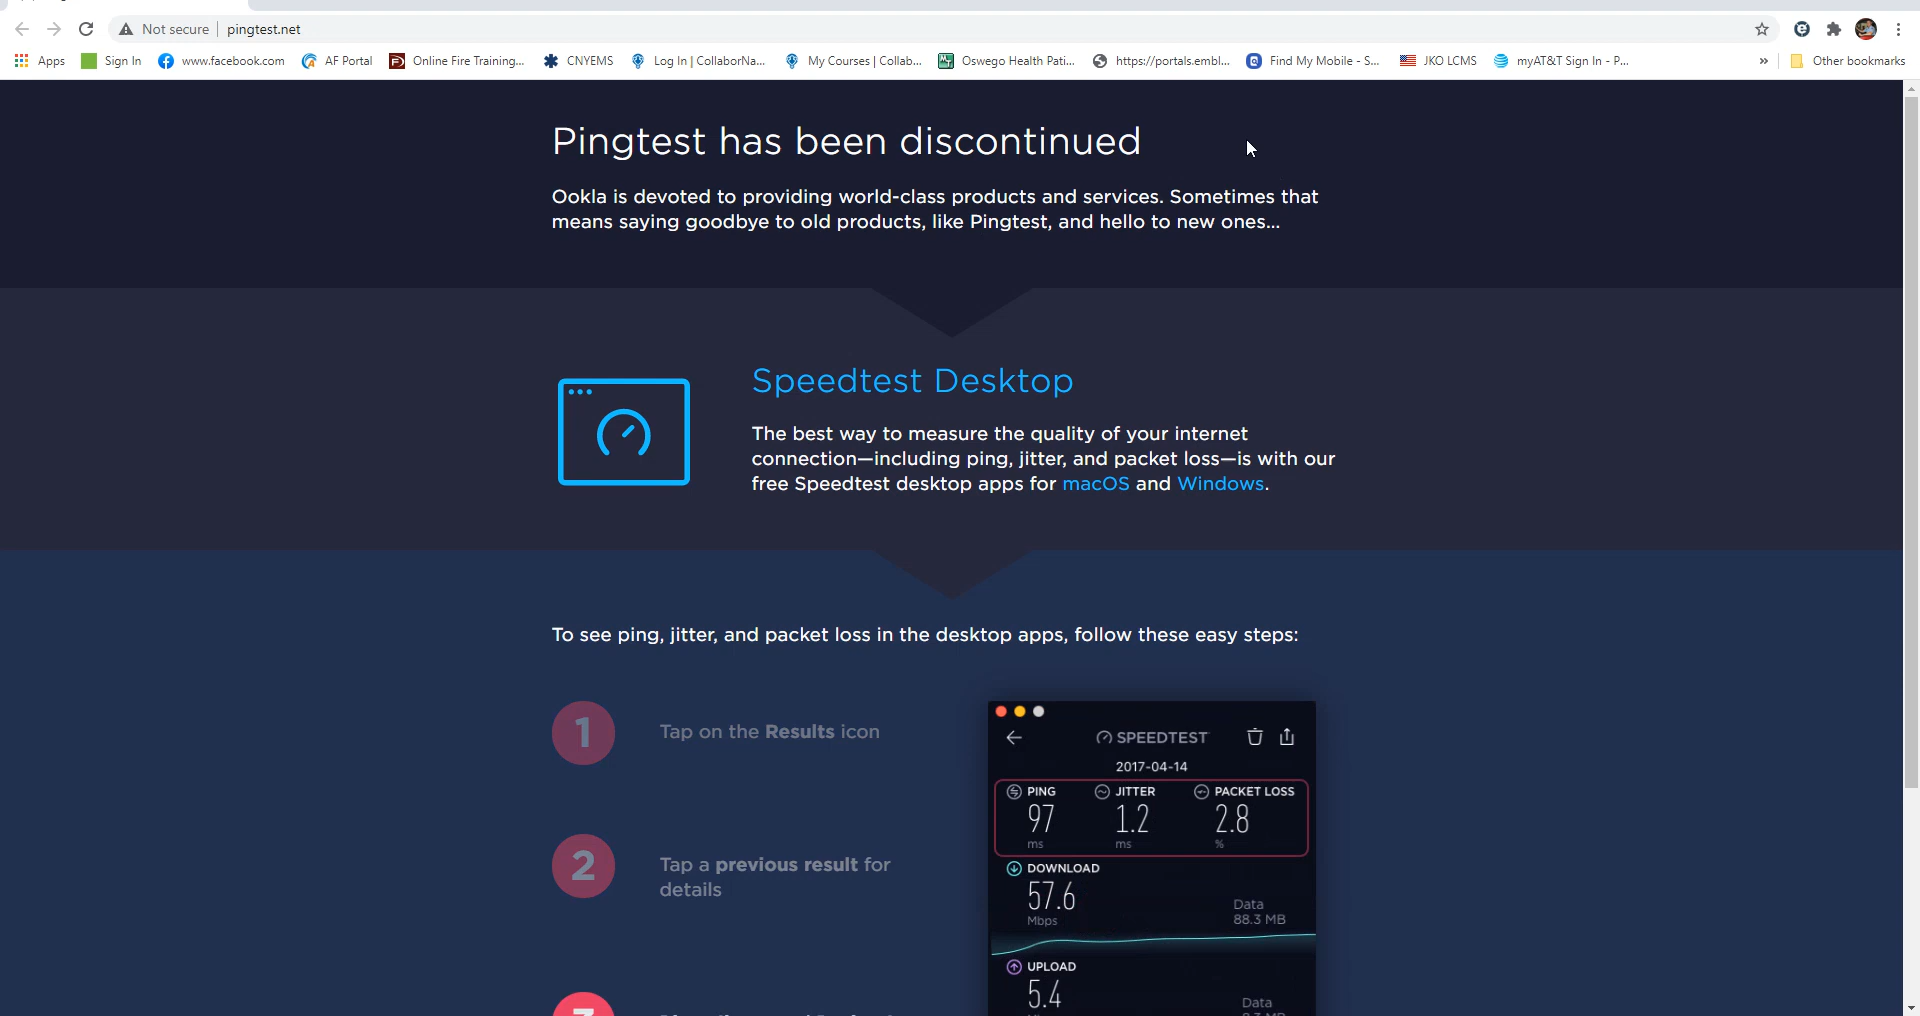 Not secure
pingtest.net
Apps
Sign In
www.facebook.com
AF Portal
Online Fire Training...
CNYEMS
Log In | CollaborNa...
My Courses | Collab...
Oswego Health Pati...
https://portals.embl...
Find My Mobile - S...
JKO LCMS
myAT&T Sign In - P...
»
Other bookmarks
Pingtest has been discontinued
Ookla is devoted to providing world-class products and services. Sometimes that
means saying goodbye to old products, like Pingtest, and hello to new ones...
Speedtest Desktop
The best way to measure the quality of your internet
connection—including ping, jitter, and packet loss—is with our
free Speedtest desktop apps for macOS and Windows.
To see ping, jitter, and packet loss in the desktop apps, follow these easy steps:
1
Tap on the Results icon
2
Tap a previous result for
details
SPEEDTEST
2017-04-14
PING
JITTER
PACKET LOSS
97
1.2
2.8
ms
ms
%
DOWNLOAD
57.6
Mbps
Data
88.3 MB
UPLOAD
5.4
Data